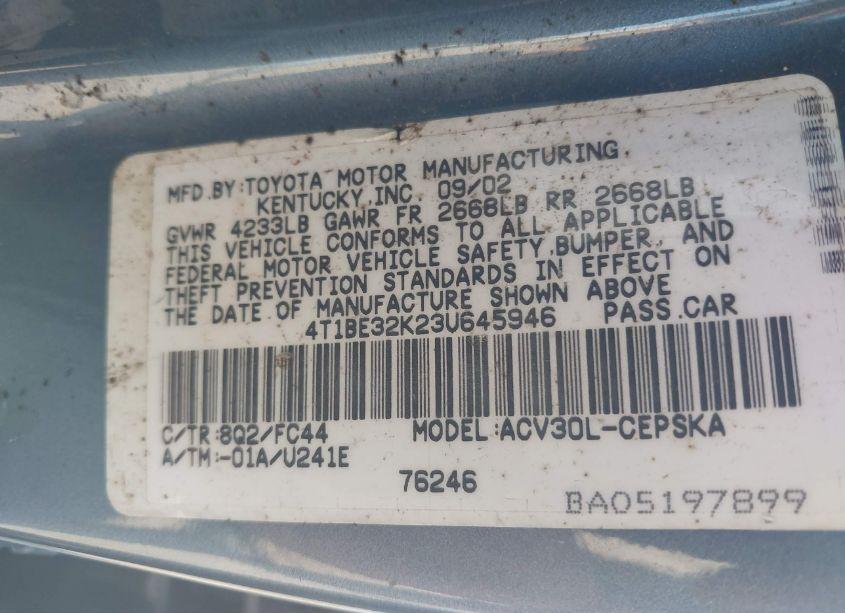 MFD.BY:TOYOTA MOTOR MANUFACTURING
KENTUCKY,INC. 09/02
GVWR 4233LB GAWR FR 2668LB RR 2668LB
THIS VEHICLE CONFORMS TO ALL APPLICABLE
FEDERAL MOTOR VEHICLE SAFETY,BUMPER, AND
THEFT PREVENTION STANDARDS IN EFFECT ON
THE DATE OF MANUFACTURE SHOWN ABOVE
4T1BE32K23U645946 PASS.CAR
C/TR:8Q2/FC44 MODEL:ACV30L-CEPSKA
A/TM:-01A/U241E
76246
BA05197899